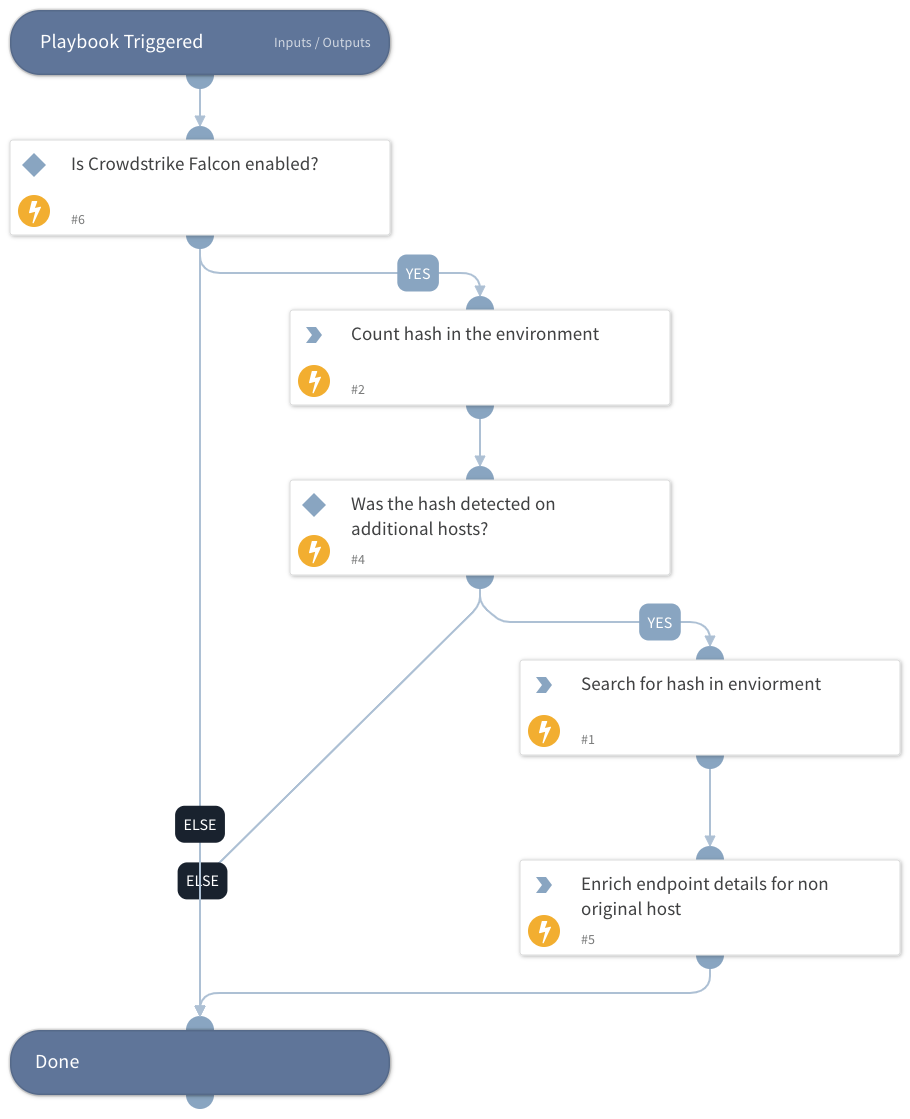 Playbook Triggered
Inputs / Outputs
Is Crowdstrike Falcon enabled?
#6
YES
Count hash in the environment
#2
Was the hash detected on
additional hosts?
#4
YES
Search for hash in enviorment
#1
ELSE
ELSE
Enrich endpoint details for non
original host
#5
Done